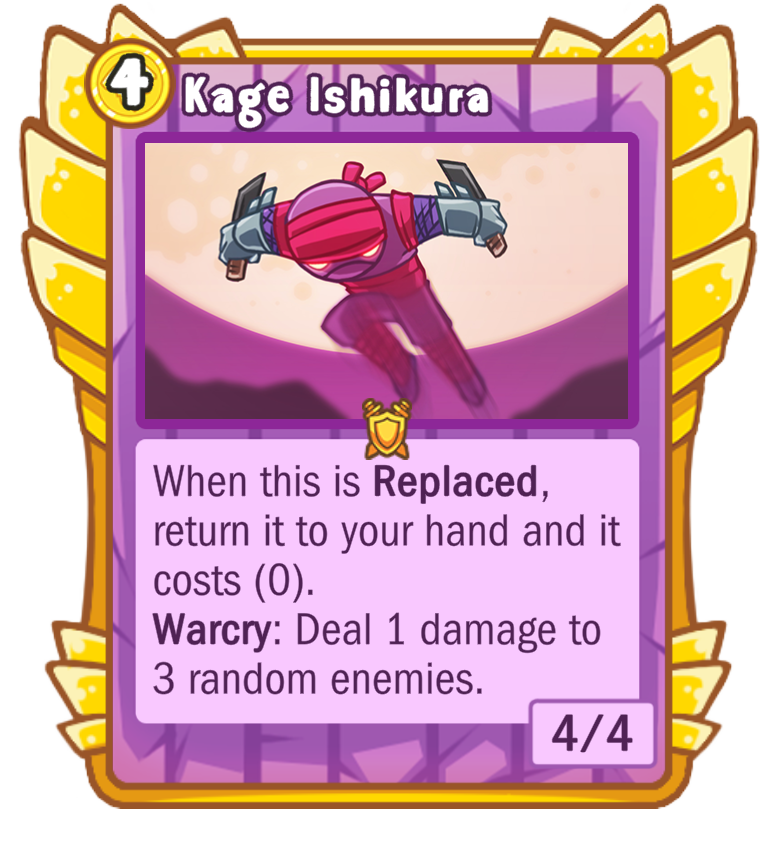 4
Kage Ishikura
When this is Replaced,
return it to your hand and it
costs (0).
Warcry: Deal 1 damage to
3 random enemies.
4/4